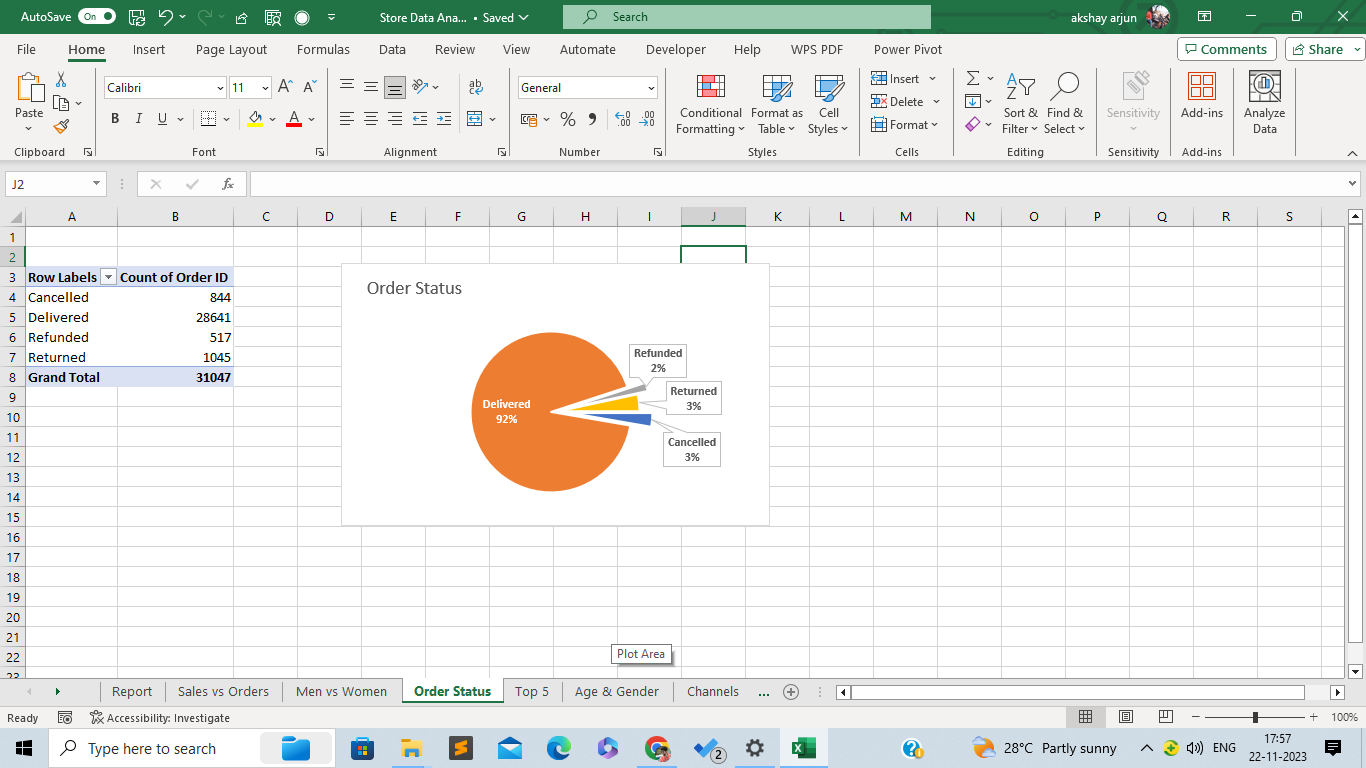 AutoSave On Store Data Ana... • Saved Search akshay arjun
File Home Insert Page Layout Formulas Data Review View Automate Developer Help WPS PDF Power Pivot Comments Share
Calibri 11 ab General Insert Σ A
Paste Conditional Format as Cell Delete Z Sort & Find & Sensitivity Add-ins Analyze
B I U A % Formatting Table Styles Format Filter Select Data
Clipboard Font Alignment Number Styles Cells Editing Sensitivity Add-ins
J2 fx
A B C D E F G H I J K L M N O P Q R S
1
2
3 Row Labels Count of Order ID
4 Cancelled 844
5 Delivered 28641
6 Refunded 517
7 Returned 1045
8 Grand Total 31047
9
10
11
12
13
14
15
16
17
18
19
20
21
22
23
Order Status
Refunded
2%
Returned
3%
Delivered
92%
Cancelled
3%
Plot Area
Report Sales vs Orders Men vs Women Order Status Top 5 Age & Gender Channels ...
Ready Accessibility: Investigate 100%
Type here to search 2 28°C Partly sunny ENG 17:57
22-11-2023